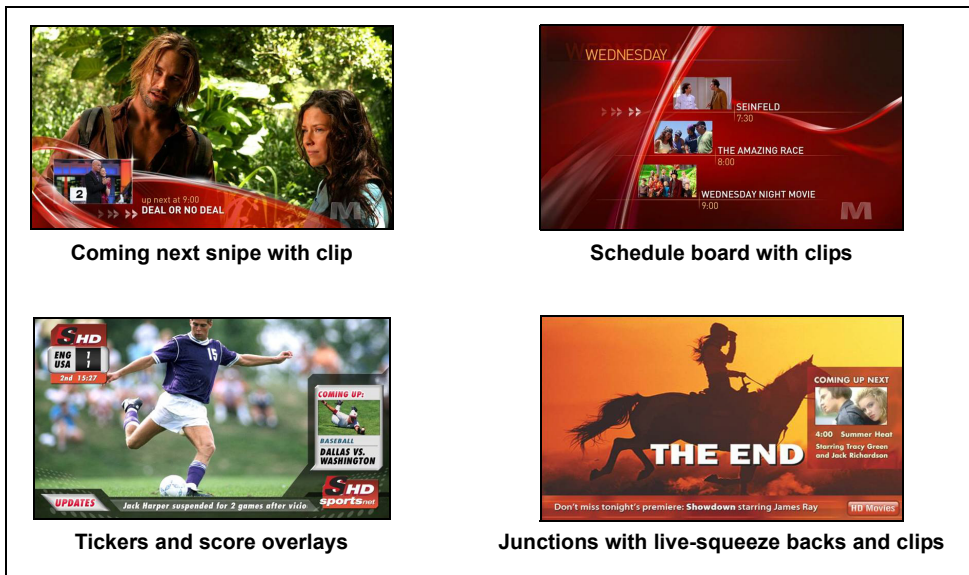 2
up next at 9:00
DEAL OR NO DEAL
M
Coming next snipe with clip
WEDNESDAY
SEINFELD
7:30
THE AMAZING RACE
8:00
WEDNESDAY NIGHT MOVIE
9:00
M
Schedule board with clips
SHD
ENG 1
USA 1
2nd 15:27
15
COMING UP:
BASEBALL
DALLAS VS.
WASHINGTON
SHD
sportsnet
UPDATES
Jack Harper suspended for 2 games after vicio
Tickers and score overlays
COMING UP NEXT
4:00 Summer Heat
Starring Tracy Green
and Jack Richardson
THE END
Don't miss tonight's premiere: Showdown starring James Ray
HD Movies
Junctions with live-squeeze backs and clips